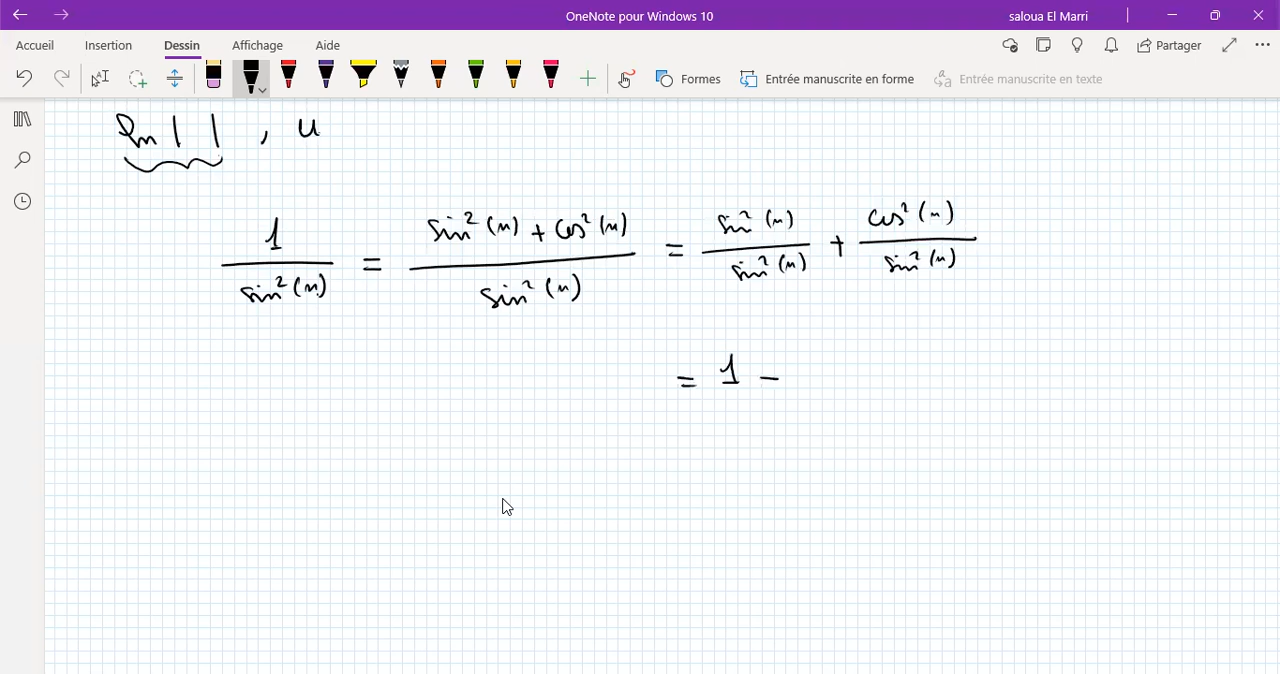 OneNote pour Windows 10
saloua El Marri
Accueil Insertion Dessin Affichage Aide
Partager
Formes Entrée manuscrite en forme Entrée manuscrite en texte
ln| | , u
1/sin²(x) = (sin²(x) + cos²(x))/sin²(x) = sin²(x)/sin²(x) + cos²(x)/sin²(x)
= 1 –